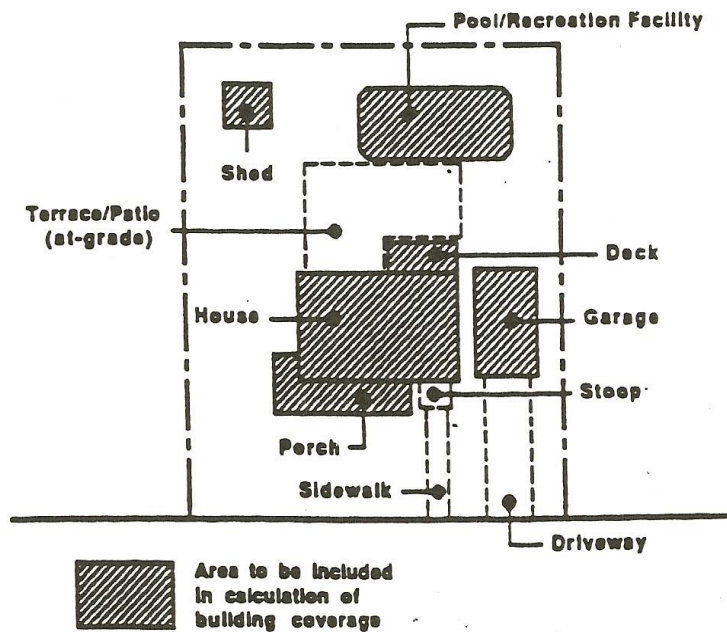 Pool/Recreation Facility
Shed
Terrace/Patio
(at-grade)
Deck
House
Garage
Stoop
Porch
Sidewalk
Driveway
Area to be included
in calculation of
building coverage